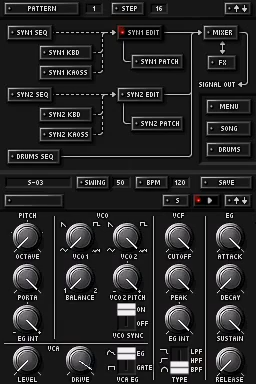 PATTERN 1 STEP 16
SYN1 SEQ SYN1 EDIT MIXER
SYN1 KBD
SYN1 KAOSS SYN1 PATCH FX
SIGNAL OUT
SYN2 SEQ SYN2 EDIT
MENU
SYN2 KBD
SYN2 KAOSS SYN2 PATCH SONG
DRUMS SEQ DRUMS
S-03 SWING 50 BPM 120 SAVE
S
PITCH VCO VCF EG
OCTAVE VCO 1 VCO 2 CUTOFF ATTACK
1 2
PORTA BALANCE VCO 2 PITCH PEAK DECAY
ON
OFF
EG INT VCO SYNC EG INT SUSTAIN
VCA
EG LPF
HPF
GATE BPF
LEVEL DRIVE VCA EG TYPE RELEASE